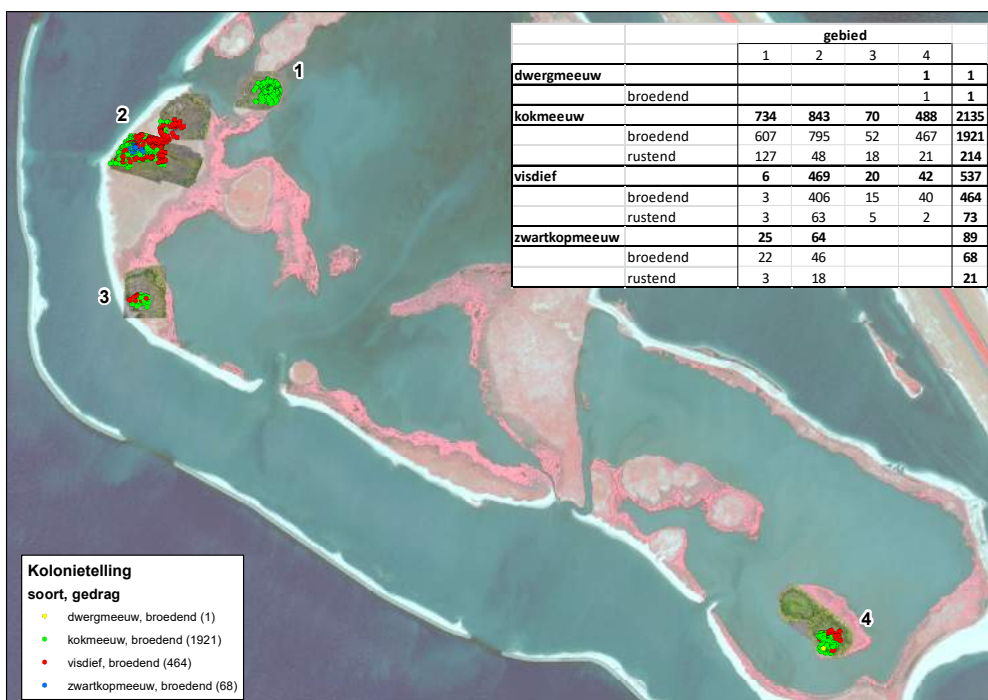 gebied
1 2 3 4
dwergmeeuw 1 1
broedend 1 1
kokmeeuw 734 843 70 488 2135
broedend 607 795 52 467 1921
rustend 127 48 18 21 214
visdief 6 469 20 42 537
broedend 3 406 15 40 464
rustend 3 63 5 2 73
zwartkopmeeuw 25 64 89
broedend 22 46 68
rustend 3 18 21
1
2
3
4
Kolonietelling
soort, gedrag
dwergmeeuw, broedend (1)
kokmeeuw, broedend (1921)
visdief, broedend (464)
zwartkopmeeuw, broedend (68)